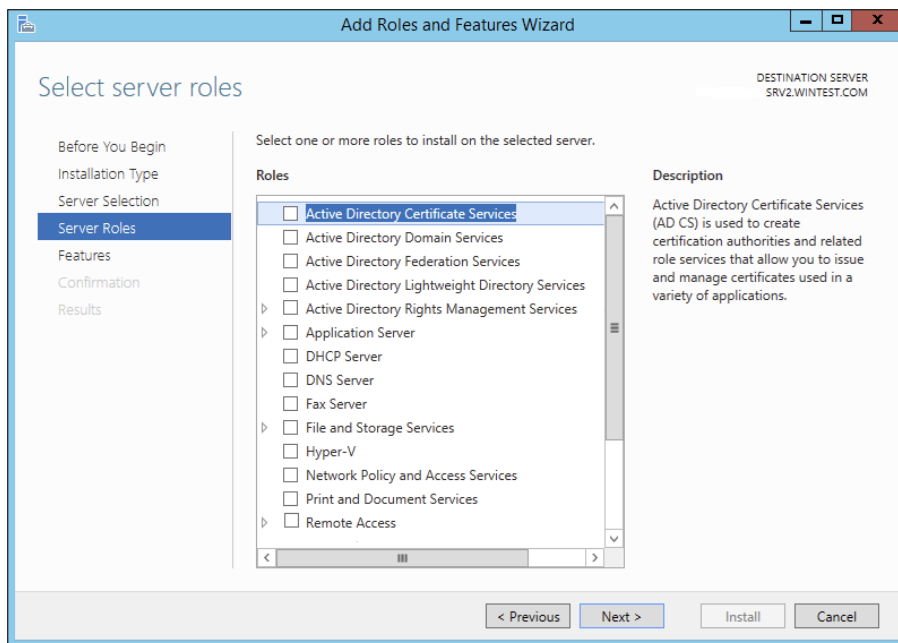 Add Roles and Features Wizard
Select server roles
DESTINATION SERVER
SRV2.WINTEST.COM
Before You Begin
Installation Type
Server Selection
Server Roles
Features
Confirmation
Results
Select one or more roles to install on the selected server.
Roles
Active Directory Certificate Services
Active Directory Domain Services
Active Directory Federation Services
Active Directory Lightweight Directory Services
Active Directory Rights Management Services
Application Server
DHCP Server
DNS Server
Fax Server
File and Storage Services
Hyper-V
Network Policy and Access Services
Print and Document Services
Remote Access
Description
Active Directory Certificate Services
(AD CS) is used to create
certification authorities and related
role services that allow you to issue
and manage certificates used in a
variety of applications.
< Previous
Next >
Install
Cancel